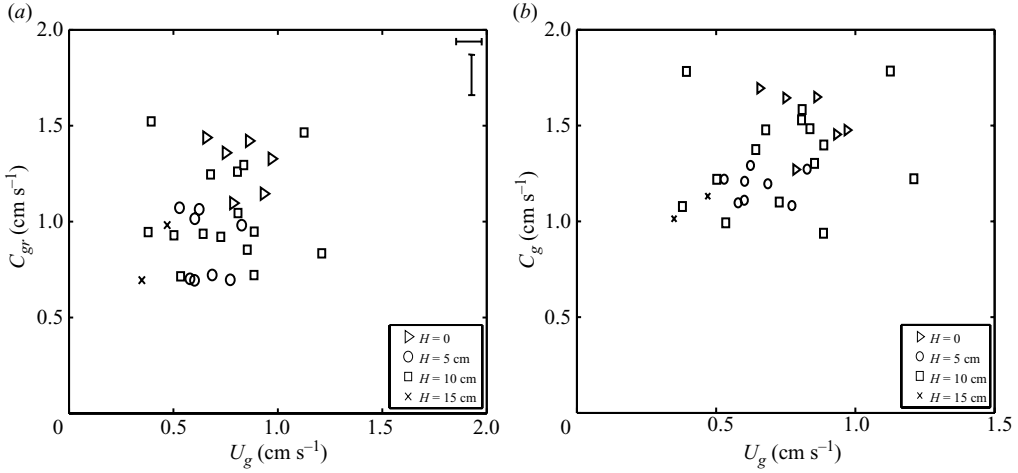 (a)
2.0
1.5
1.0
0.5
C_gr (cm s⁻¹)
0
0.5
1.0
1.5
2.0
U_g (cm s⁻¹)
H = 0
H = 5 cm
H = 10 cm
H = 15 cm
(b)
2.0
1.5
1.0
0.5
C_g (cm s⁻¹)
0
0.5
1.0
1.5
U_g (cm s⁻¹)
H = 0
H = 5 cm
H = 10 cm
H = 15 cm